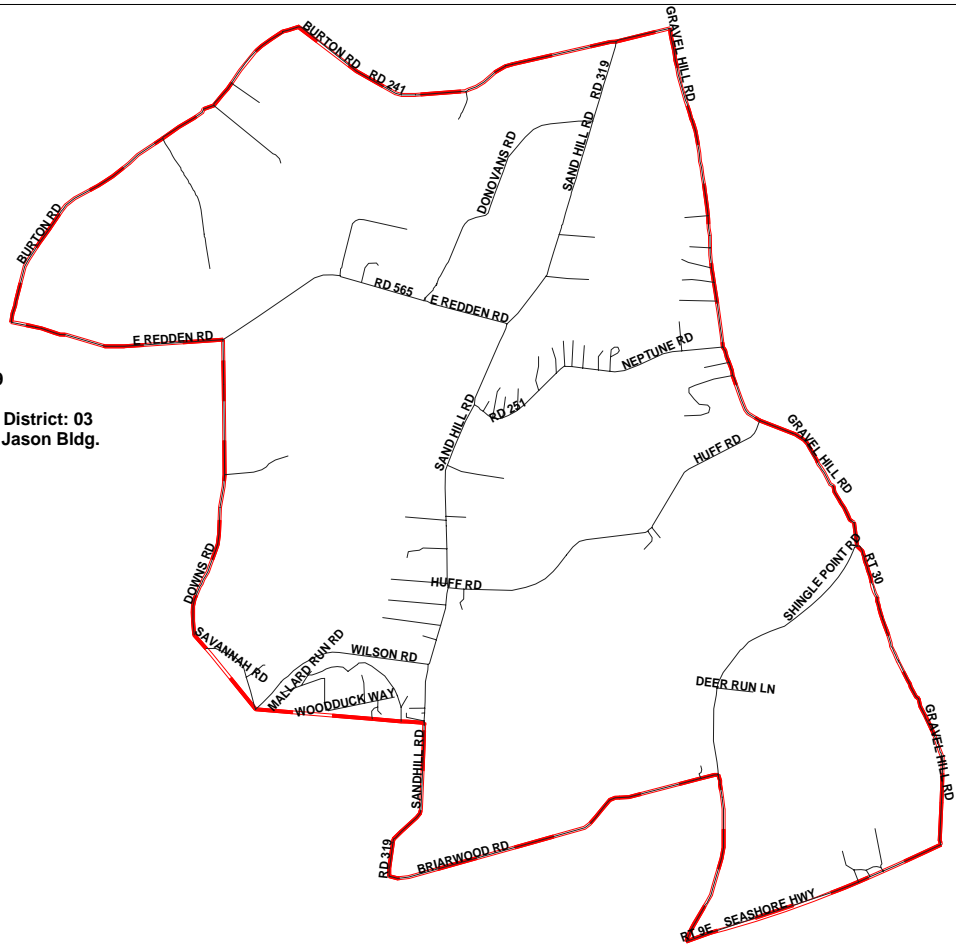 BURTON RD
RD 241
GRAVEL HILL RD
RD 319
SAND HILL RD
DONOVANS RD
BURTON RD
RD 565
E REDDEN RD
E REDDEN RD
NEPTUNE RD
RD 251
District: 03
Jason Bldg.
SAND HILL RD
HUFF RD
GRAVEL HILL RD
SHINGLE POINT RD
RT 30
DOWNS RD
HUFF RD
SAVANNAH RD
MALLARD RUN RD
WILSON RD
WOODDUCK WAY
DEER RUN LN
GRAVEL HILL RD
SANDHILL RD
RD 319
BRIARWOOD RD
RT 9E
SEASHORE HWY